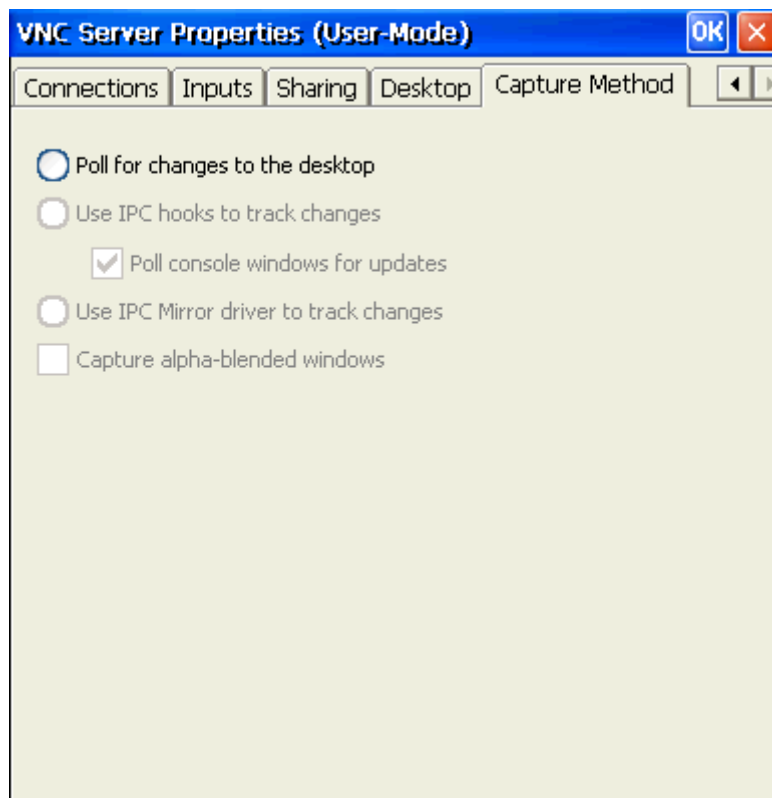 VNC Server Properties (User-Mode) OK
Connections Inputs Sharing Desktop Capture Method
Poll for changes to the desktop
Use IPC hooks to track changes
Poll console windows for updates
Use IPC Mirror driver to track changes
Capture alpha-blended windows